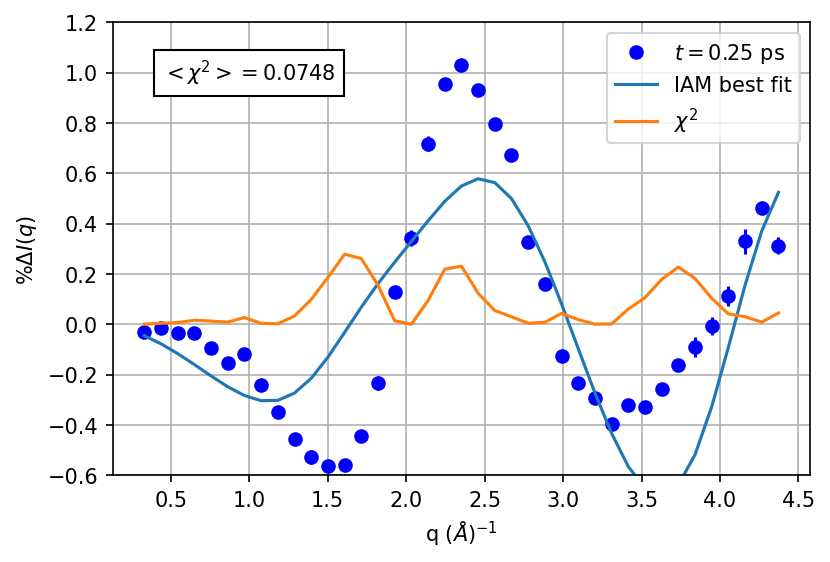 1.2
1.0
0.8
0.6
0.4
0.2
0.0
−0.2
−0.4
−0.6
%ΔI(q)
< χ² > = 0.0748
t = 0.25 ps
IAM best fit
χ²
0.5 1.0 1.5 2.0 2.5 3.0 3.5 4.0 4.5
q (Å)⁻¹